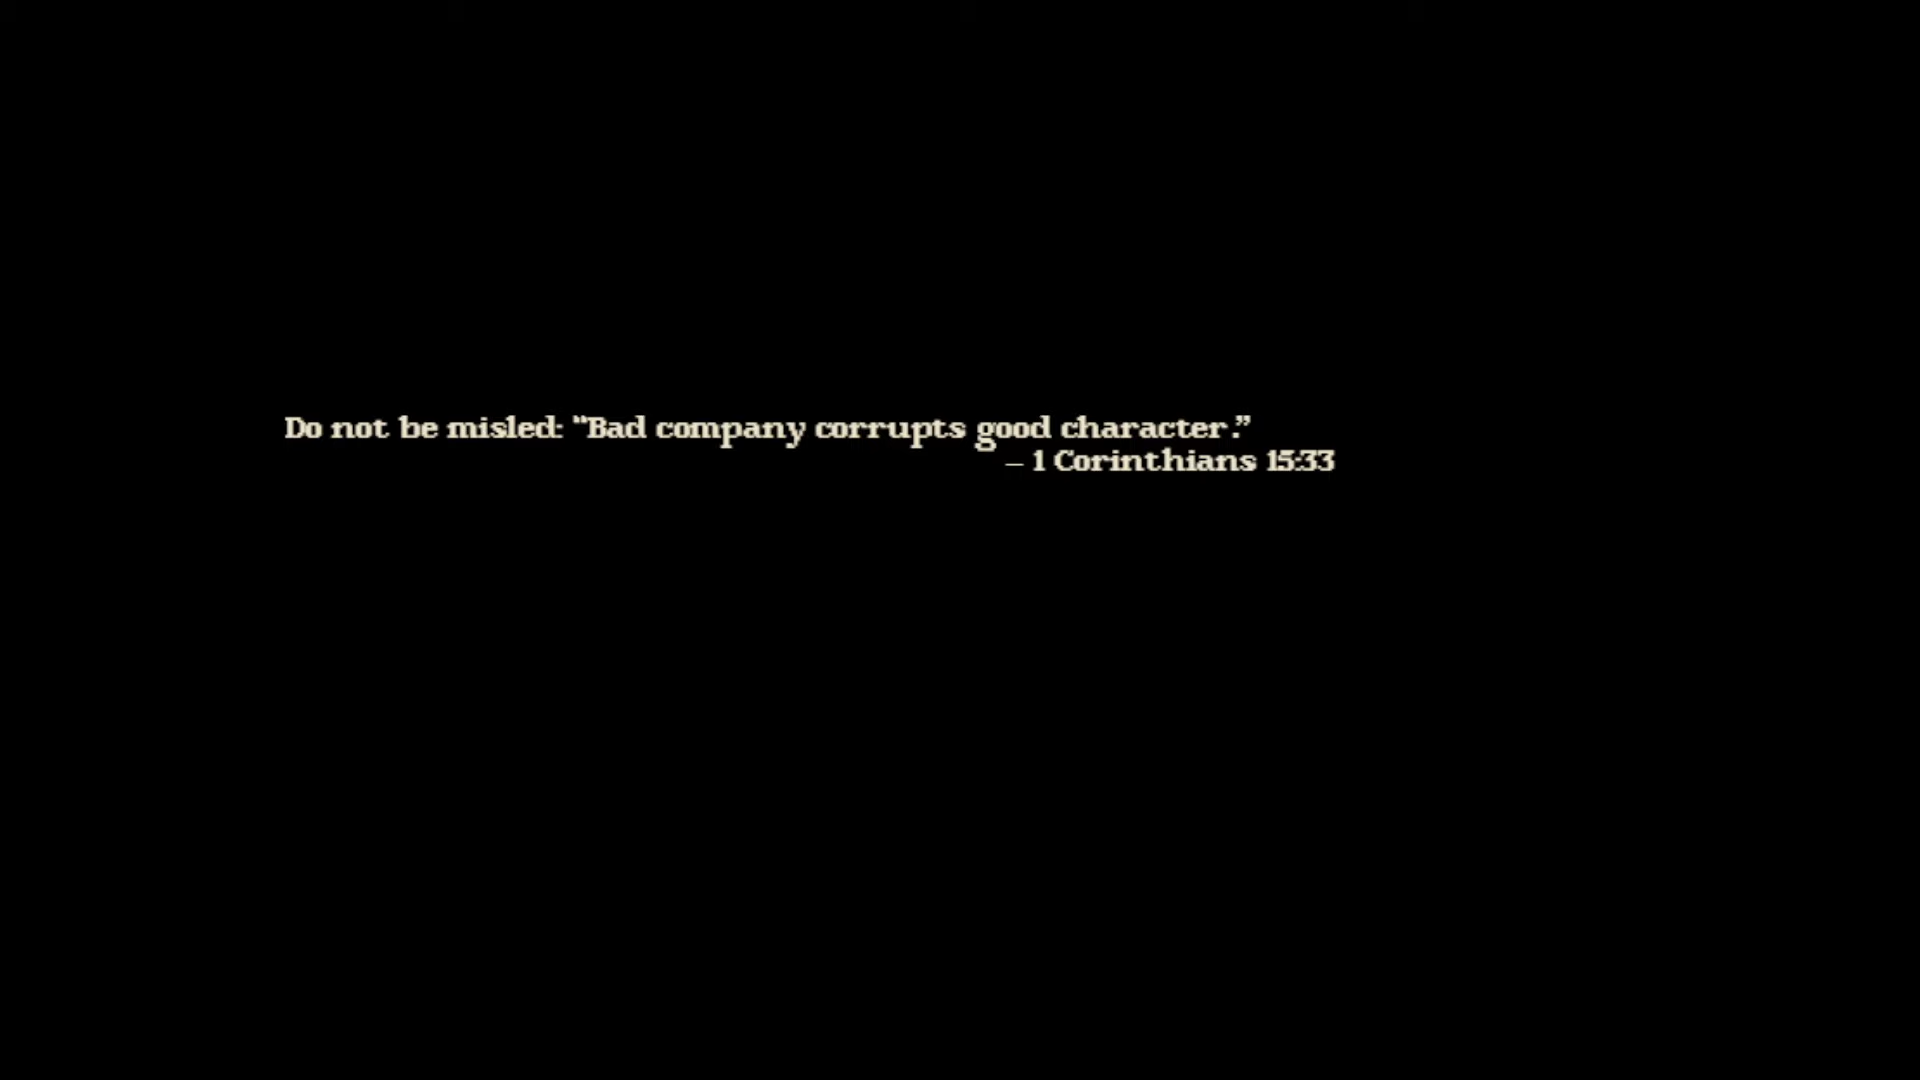 Do not be misled: “Bad company corrupts good character.”
– 1 Corinthians 15:33